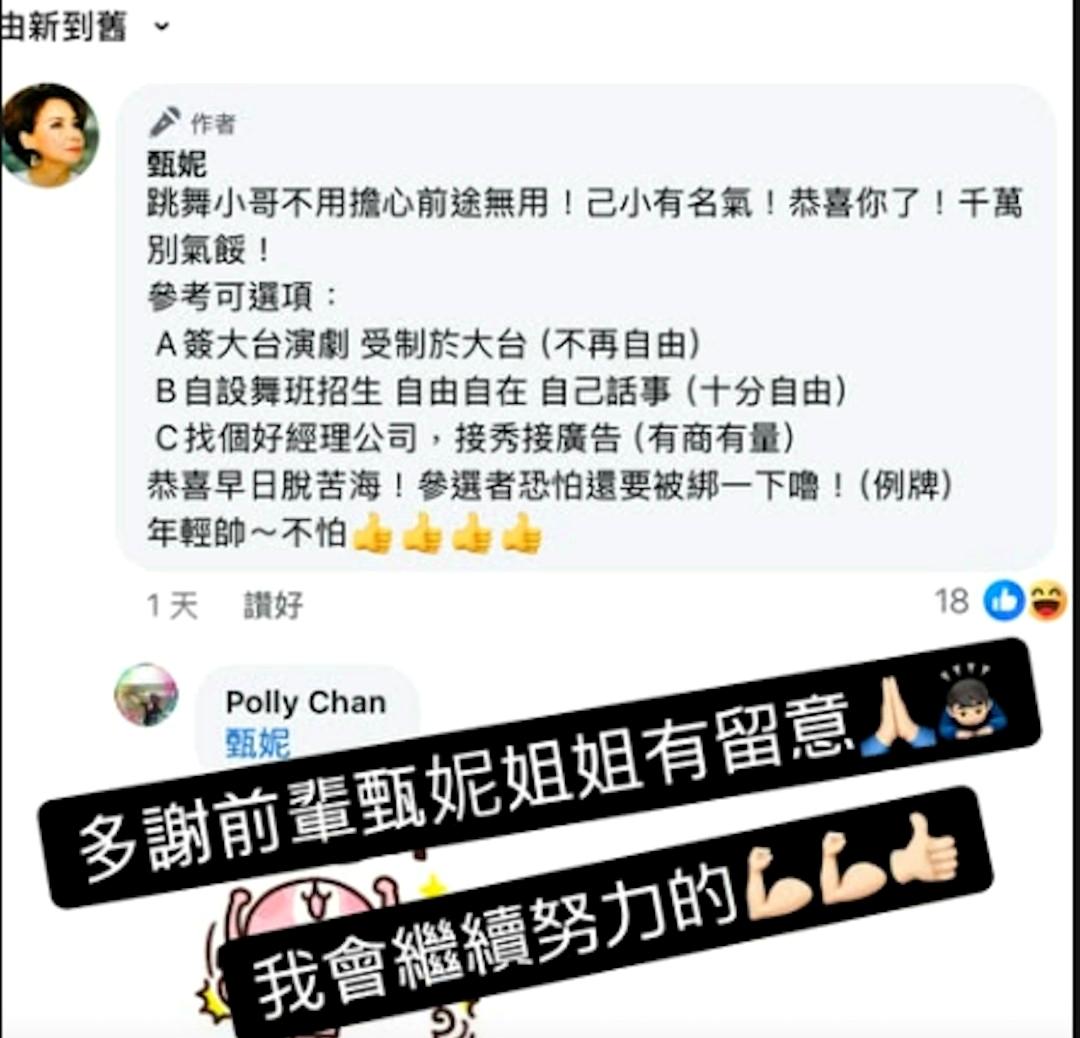 由新到舊
作者
甄妮
跳舞小哥不用擔心前途無用！己小有名氣！恭喜你了！千萬
別氣餒！
參考可選項：
A簽大台演劇 受制於大台 (不再自由)
B自設舞班招生 自由自在 自己話事 (十分自由)
C找個好經理公司，接秀接廣告 (有商有量)
恭喜早日脫苦海！參選者恐怕還要被綁一下嚕！(例牌)
年輕帥～不怕👍👍👍👍
1 天 讚好 18
Polly Chan
甄妮
多謝前輩甄妮姐姐有留意🙏🏻🙇🏻‍♂️
我會繼續努力的💪🏻💪🏻👍🏻